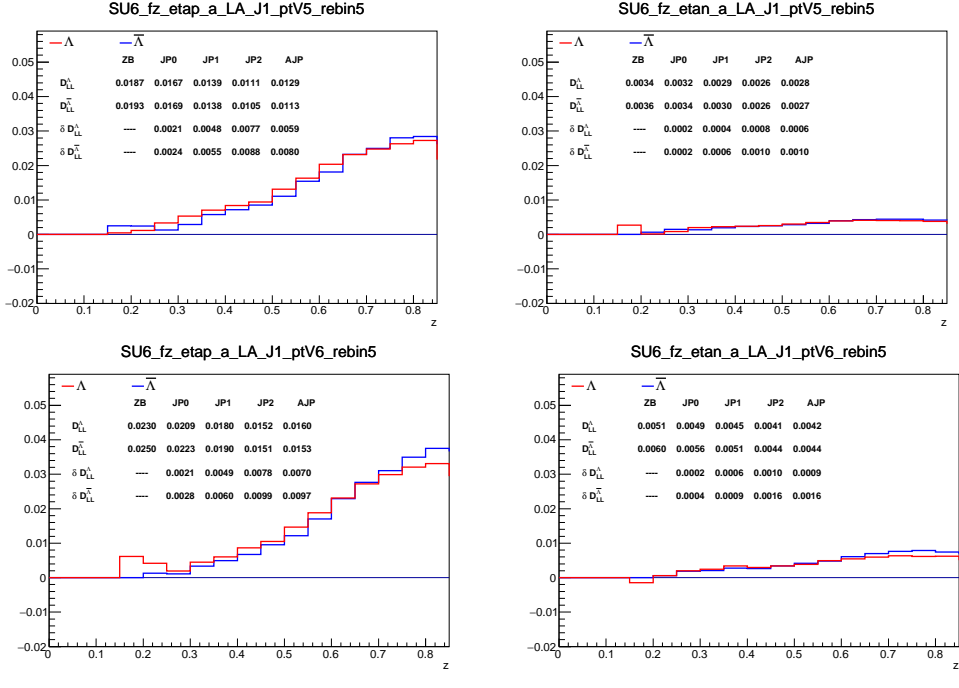 SU6_fz_etap_a_LA_J1_ptV5_rebin5
Λ Λ̅
ZB JP0 JP1 JP2 AJP
D_LL^Λ 0.0187 0.0167 0.0139 0.0111 0.0129
D_LL^Λ̅ 0.0193 0.0169 0.0138 0.0105 0.0113
δ D_LL^Λ ---- 0.0021 0.0048 0.0077 0.0059
δ D_LL^Λ̅ ---- 0.0024 0.0055 0.0088 0.0080
0.05
0.04
0.03
0.02
0.01
0
−0.01
−0.02
0 0.1 0.2 0.3 0.4 0.5 0.6 0.7 0.8
z
SU6_fz_etan_a_LA_J1_ptV5_rebin5
Λ Λ̅
ZB JP0 JP1 JP2 AJP
D_LL^Λ 0.0034 0.0032 0.0029 0.0026 0.0028
D_LL^Λ̅ 0.0036 0.0034 0.0030 0.0026 0.0027
δ D_LL^Λ ---- 0.0002 0.0004 0.0008 0.0006
δ D_LL^Λ̅ ---- 0.0002 0.0006 0.0010 0.0010
0.05
0.04
0.03
0.02
0.01
0
−0.01
−0.02
0 0.1 0.2 0.3 0.4 0.5 0.6 0.7 0.8
z
SU6_fz_etap_a_LA_J1_ptV6_rebin5
Λ Λ̅
ZB JP0 JP1 JP2 AJP
D_LL^Λ 0.0230 0.0209 0.0180 0.0152 0.0160
D_LL^Λ̅ 0.0250 0.0223 0.0190 0.0151 0.0153
δ D_LL^Λ ---- 0.0021 0.0049 0.0078 0.0070
δ D_LL^Λ̅ ---- 0.0028 0.0060 0.0099 0.0097
0.05
0.04
0.03
0.02
0.01
0
−0.01
−0.02
0 0.1 0.2 0.3 0.4 0.5 0.6 0.7 0.8
z
SU6_fz_etan_a_LA_J1_ptV6_rebin5
Λ Λ̅
ZB JP0 JP1 JP2 AJP
D_LL^Λ 0.0051 0.0049 0.0045 0.0041 0.0042
D_LL^Λ̅ 0.0060 0.0056 0.0051 0.0044 0.0044
δ D_LL^Λ ---- 0.0002 0.0006 0.0010 0.0009
δ D_LL^Λ̅ ---- 0.0004 0.0009 0.0016 0.0016
0.05
0.04
0.03
0.02
0.01
0
−0.01
−0.02
0 0.1 0.2 0.3 0.4 0.5 0.6 0.7 0.8
z